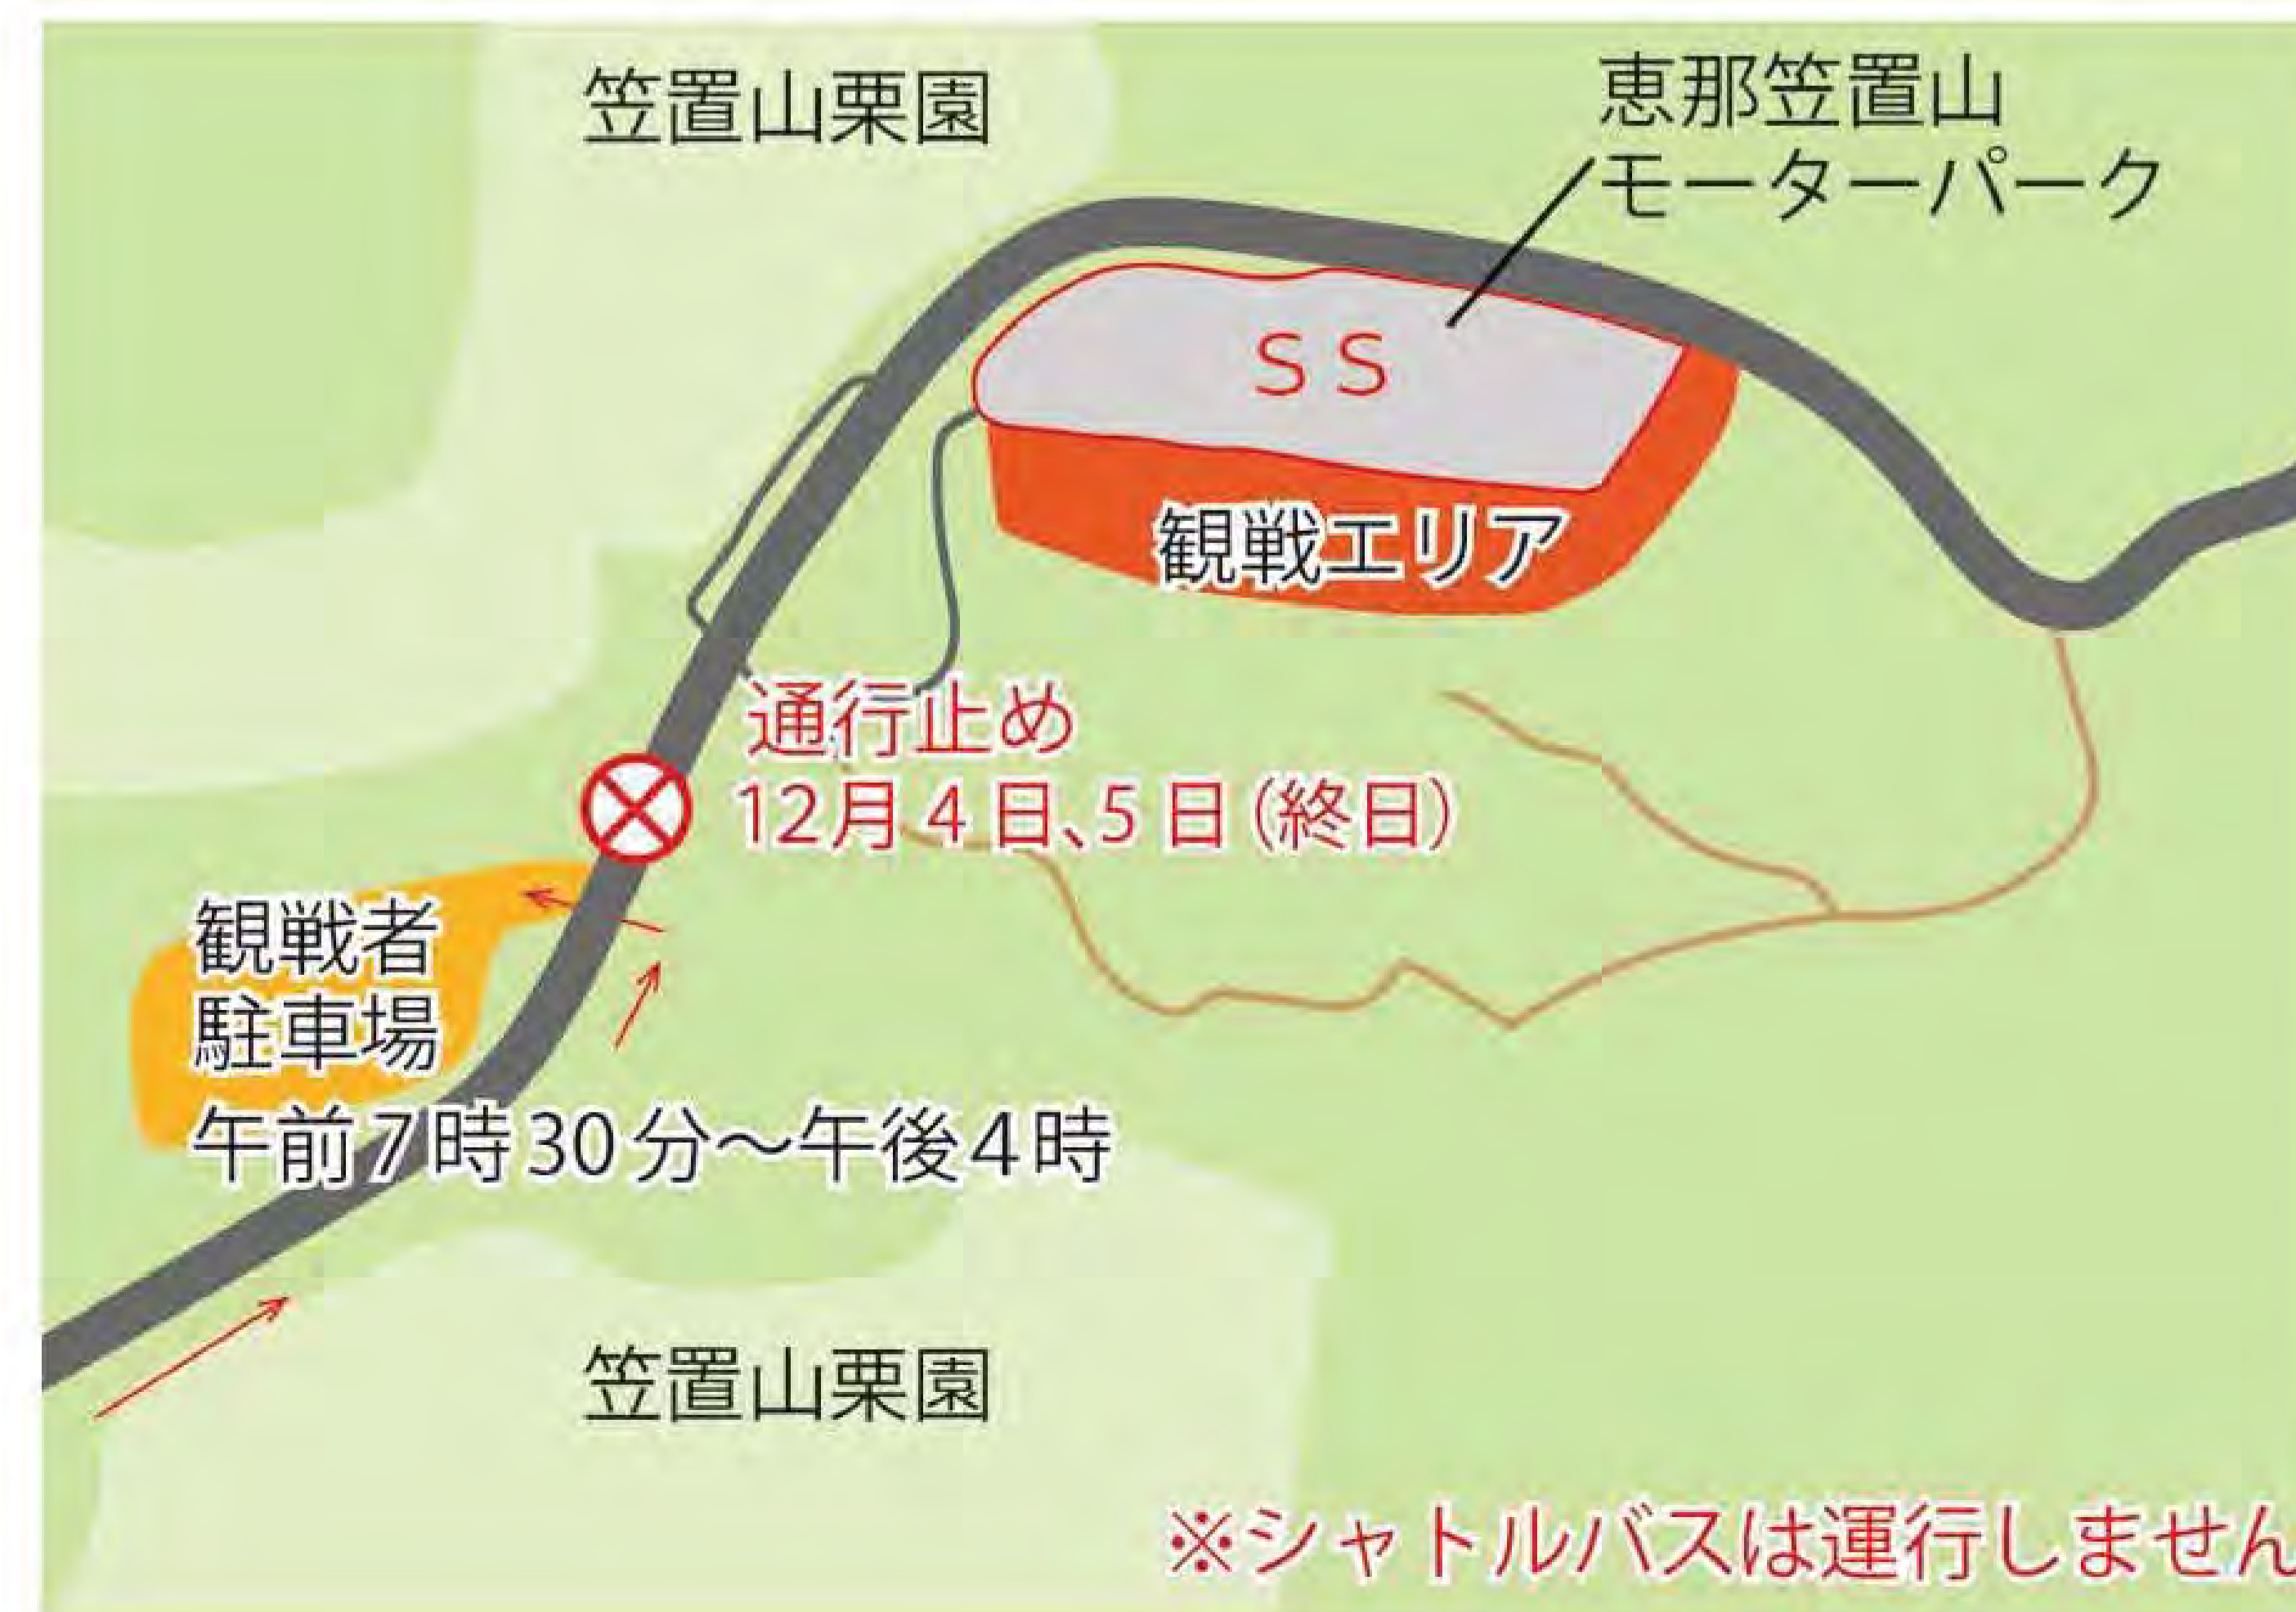 笠置山栗園
恵那笠置山
モーターパーク
ＳＳ
観戦エリア
通行止め
12月4日、5日（終日）
観戦者
駐車場
午前7時30分～午後4時
笠置山栗園
※シャトルバスは運行しません